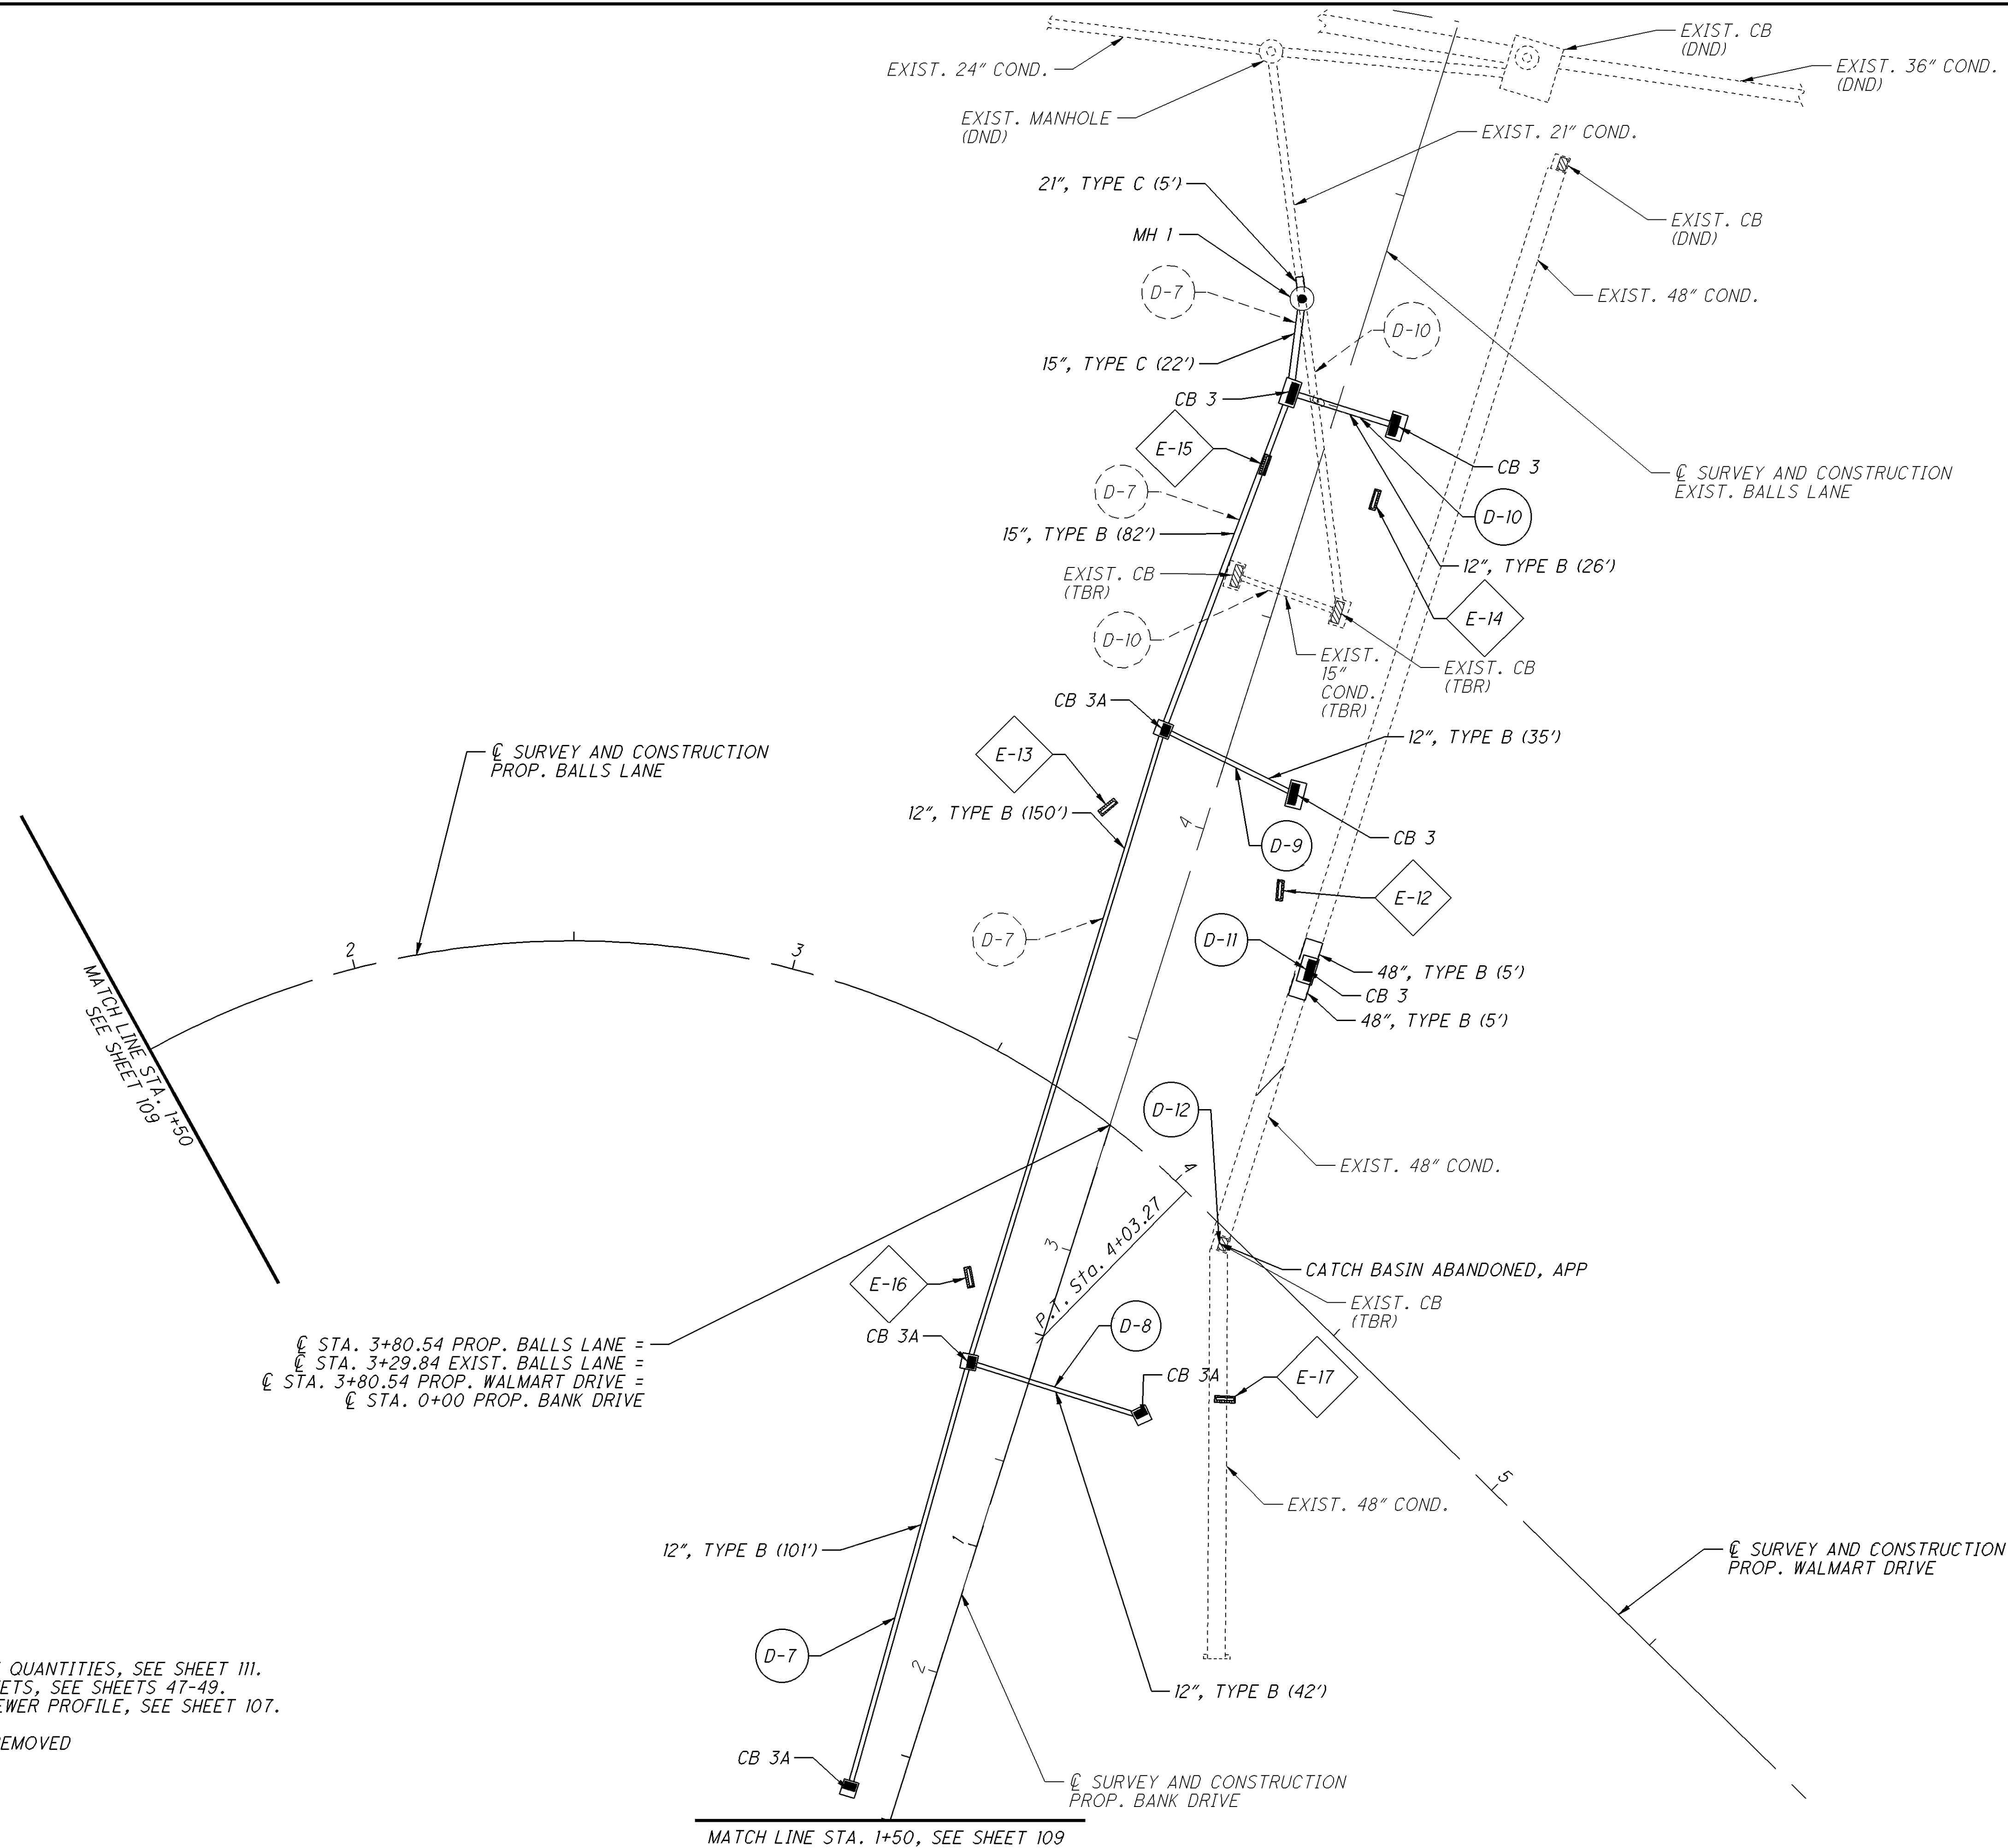 EXIST. CB
(DND)
EXIST. 24" COND.
EXIST. 36" COND.
(DND)
EXIST. MANHOLE
(DND)
EXIST. 21" COND.
21", TYPE C (5')
EXIST. CB
(DND)
MH 1
D-7
EXIST. 48" COND.
D-10
15", TYPE C (22')
CB 3
E-15
CB 3
℄ SURVEY AND CONSTRUCTION
EXIST. BALLS LANE
D-7
D-10
15", TYPE B (82')
12", TYPE B (26')
EXIST. CB
(TBR)
E-14
D-10
EXIST.
15"
COND.
(TBR)
EXIST. CB
(TBR)
CB 3A
12", TYPE B (35')
℄ SURVEY AND CONSTRUCTION
PROP. BALLS LANE
E-13
12", TYPE B (150')
4
CB 3
D-9
E-12
D-7
D-11
2
3
48", TYPE B (5')
CB 3
48", TYPE B (5')
MATCH LINE STA. 1+50
SEE SHEET 109
D-12
EXIST. 48" COND.
4
3
P.T. Sta. 4+03.27
CATCH BASIN ABANDONED, APP
EXIST. CB
(TBR)
E-16
D-8
CB 3A
℄ STA. 3+80.54 PROP. BALLS LANE =
℄ STA. 3+29.84 EXIST. BALLS LANE =
℄ STA. 3+80.54 PROP. WALMART DRIVE =
℄ STA. 0+00 PROP. BANK DRIVE
CB 3A
E-17
5
EXIST. 48" COND.
1
12", TYPE B (101')
℄ SURVEY AND CONSTRUCTION
PROP. WALMART DRIVE
D-7
2
12", TYPE B (42')
QUANTITIES, SEE SHEET 111.
ETS, SEE SHEETS 47-49.
EWER PROFILE, SEE SHEET 107.
EMOVED
CB 3A
℄ SURVEY AND CONSTRUCTION
PROP. BANK DRIVE
MATCH LINE STA. 1+50, SEE SHEET 109